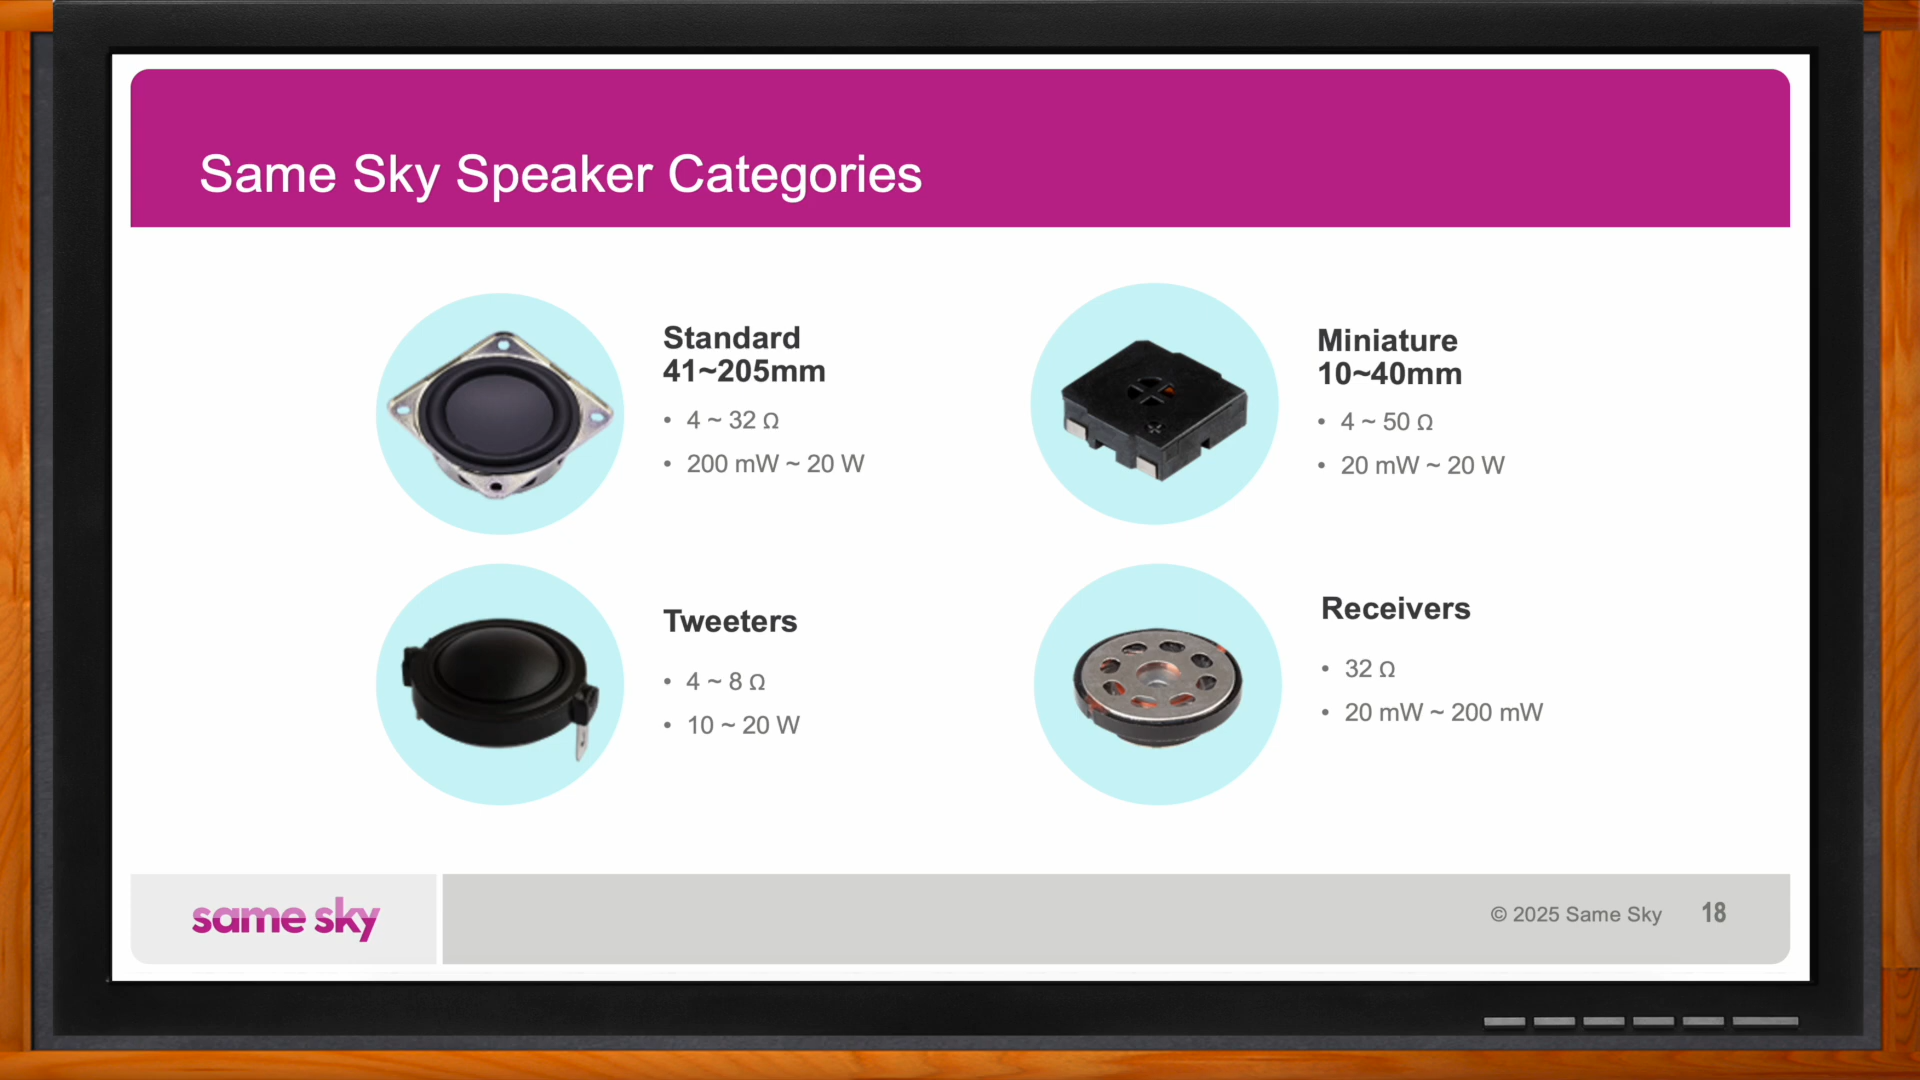 Same Sky Speaker Categories
Standard
41~205mm
• 4 ~ 32 Ω
• 200 mW ~ 20 W
Miniature
10~40mm
• 4 ~ 50 Ω
• 20 mW ~ 20 W
Tweeters
• 4 ~ 8 Ω
• 10 ~ 20 W
Receivers
• 32 Ω
• 20 mW ~ 200 mW
same sky
© 2025 Same Sky 18